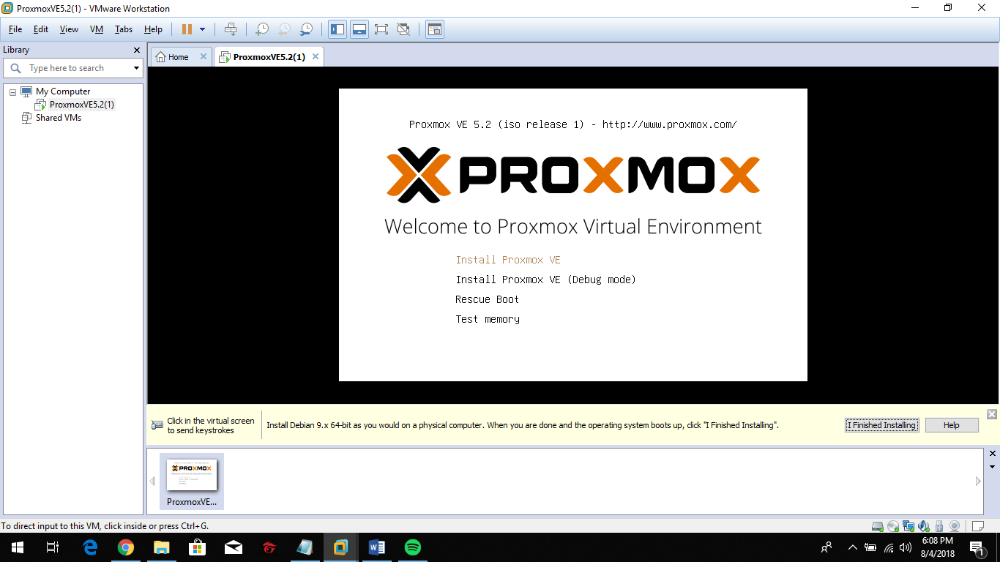 ProxmoxVE5.2(1) - VMware Workstation
File Edit View VM Tabs Help
Library
Type here to search
My Computer
ProxmoxVE5.2(1)
Shared VMs
Home
ProxmoxVE5.2(1)
Proxmox VE 5.2 (iso release 1) - http://www.proxmox.com/
PROXMOX
Welcome to Proxmox Virtual Environment
Install Proxmox VE
Install Proxmox VE (Debug mode)
Rescue Boot
Test memory
Click in the virtual screen
to send keystrokes
Install Debian 9.x 64-bit as you would on a physical computer. When you are done and the operating system boots up, click "I Finished Installing".
I Finished Installing
Help
ProxmoxVE...
To direct input to this VM, click inside or press Ctrl+G.
6:08 PM
8/4/2018
1